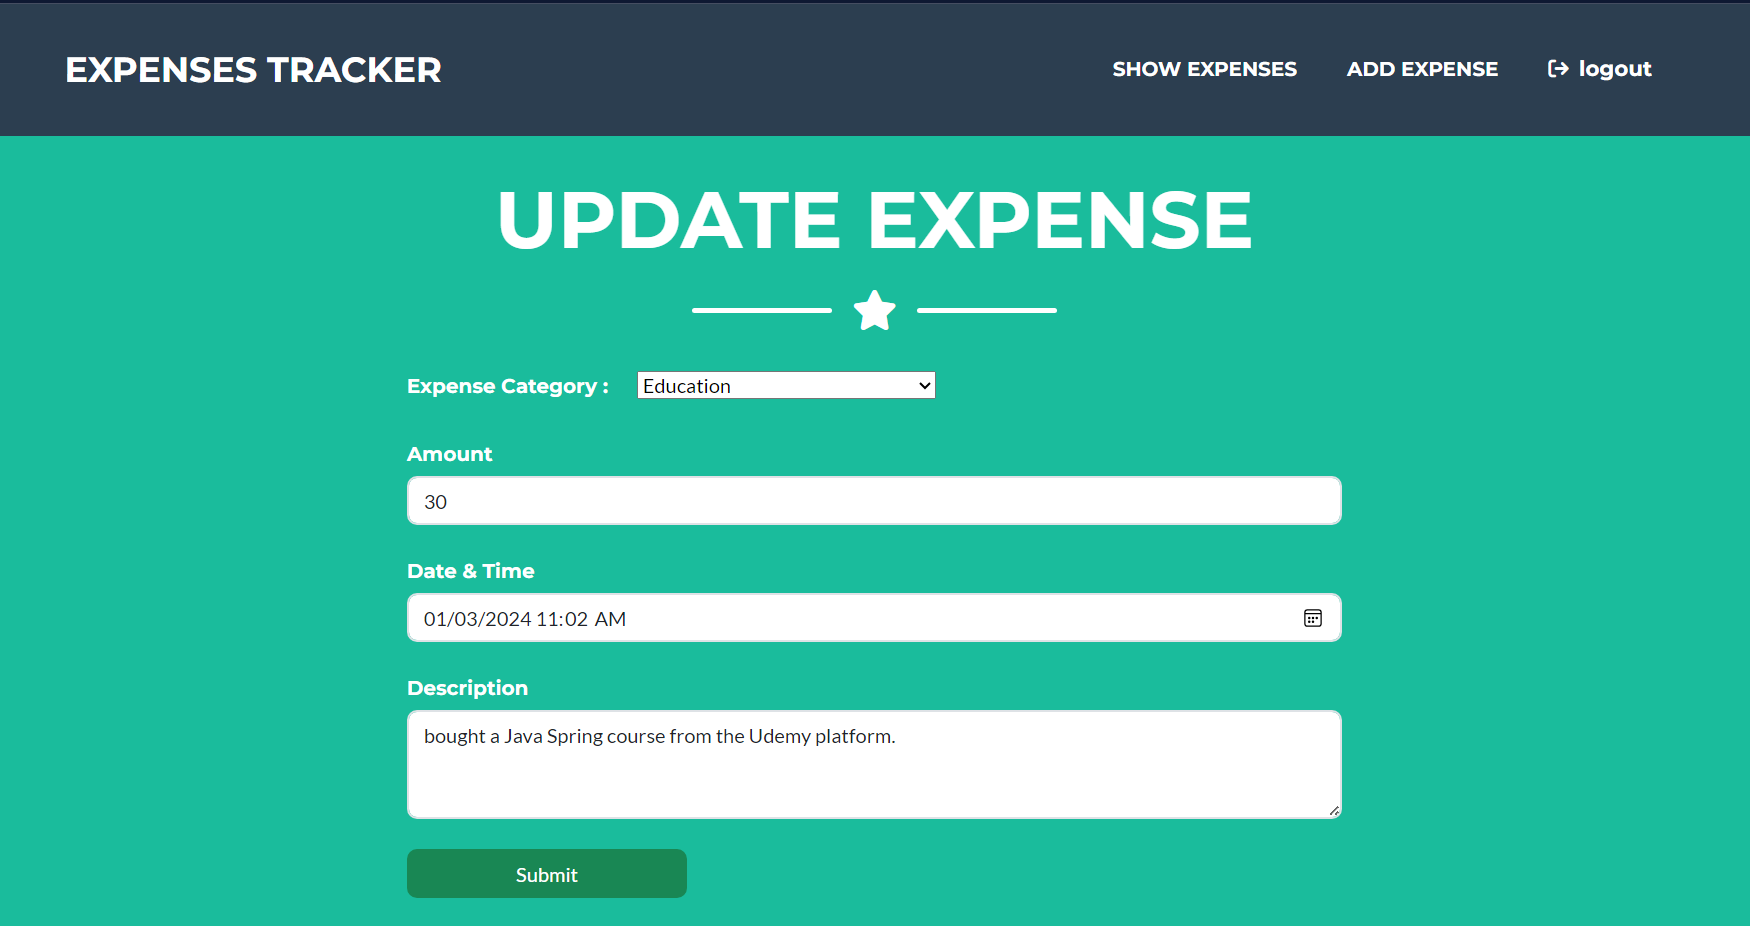 EXPENSES TRACKER
SHOW EXPENSES
ADD EXPENSE
logout
UPDATE EXPENSE
Expense Category :
Education
Amount
30
Date & Time
01/03/2024 11:02 AM
Description
bought a Java Spring course from the Udemy platform.
Submit